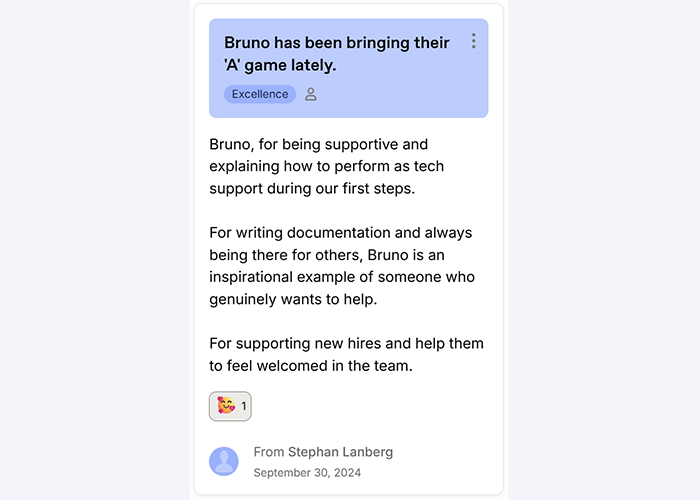 Bruno has been bringing their
'A' game lately.
Excellence
Bruno, for being supportive and
explaining how to perform as tech
support during our first steps.
For writing documentation and always
being there for others, Bruno is an
inspirational example of someone who
genuinely wants to help.
For supporting new hires and help them
to feel welcomed in the team.
1
From Stephan Lanberg
September 30, 2024